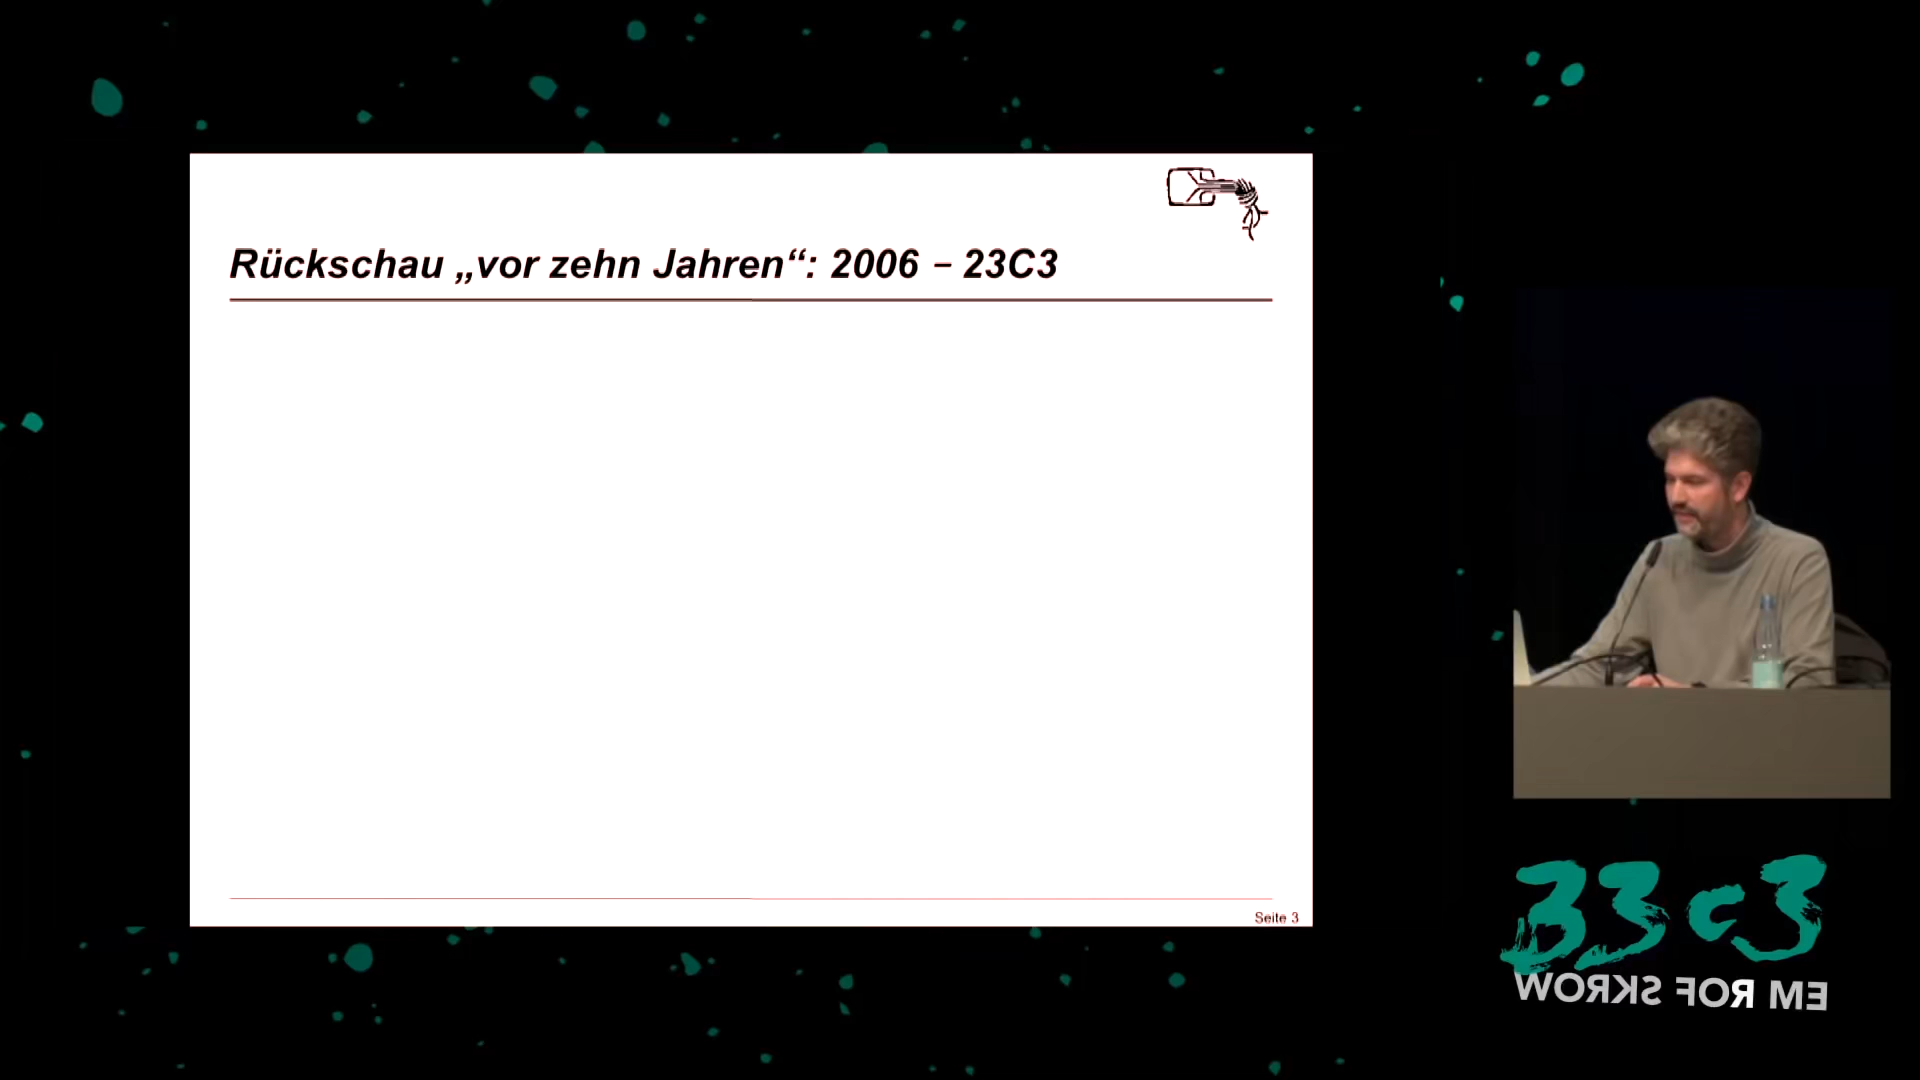 Rückschau „vor zehn Jahren“: 2006 – 23C3
Seite 3
33c3
WORKS FOR ME